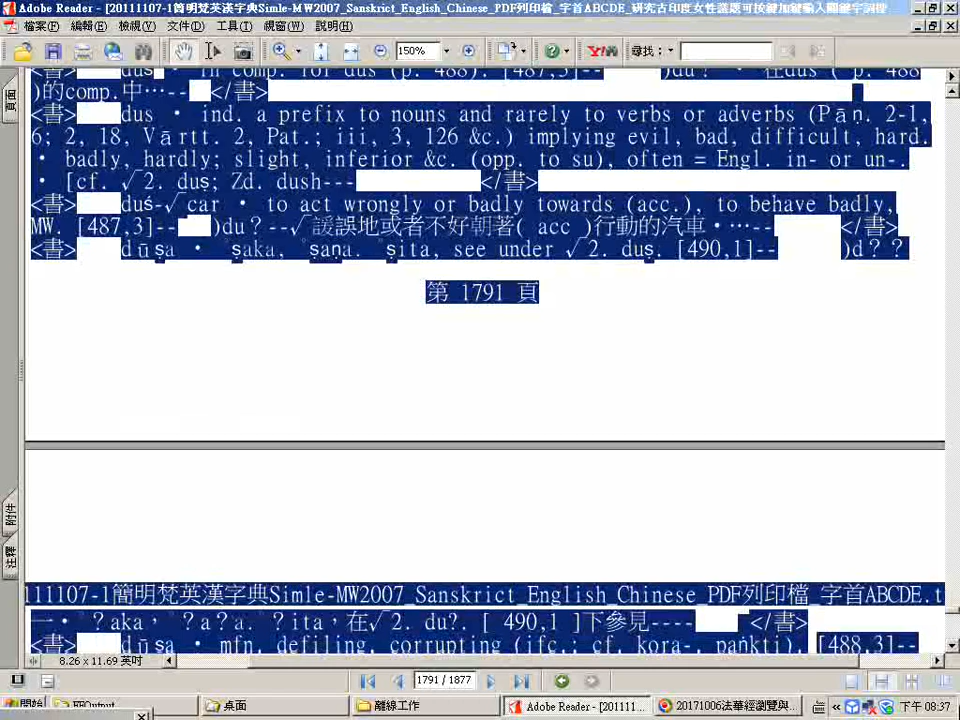 Adobe Reader - [20111107-1簡明梵英漢字典Simle-MW2007_Sanskrict_English_Chinese_PDF列印檔_字首ABCDE_研究古印度女性議題可按鍵加鍵輸入關鍵字詞搜
檔案(F) 編輯(E) 檢視(V) 文件(D) 工具(T) 視窗(W) 說明(H)
150% 尋找：
頁面
<書> duṣ • in comp. for dus (p. 488). [487,3]-- )du？ • 在dus ( p. 488
)的comp.中…-- </書>
<書> dus • ind. a prefix to nouns and rarely to verbs or adverbs (Pāṇ. 2-1,
6; 2, 18, Vārtt. 2, Pat.; iii, 3, 126 &c.) implying evil, bad, difficult, hard.
• badly, hardly; slight, inferior &c. (opp. to su), often = Engl. in- or un-.
• [cf. √2. duṣ; Zd. dush--- </書>
<書> duś-√car • to act wrongly or badly towards (acc.), to behave badly,
MW. [487,3]-- )du？--√諼誤地或者不好朝著( acc )行動的汽車•…-- </書>
<書> dūṣa • °ṣaka, °ṣaṇa. °ṣita, see under √2. duṣ. [490,1]-- )d？？
第 1791 頁
附件
注釋
111107-1簡明梵英漢字典Simle-MW2007_Sanskrict_English_Chinese_PDF列印檔_字首ABCDE.t
一•°？aka，°？a？a.°？ita，在√2. du?. [ 490,1 ]下參見---- </書>
<書> dūṣa • mfn. defiling, corrupting (ifc.; cf. kora-, paṅkti), [488,3]--
8.26 x 11.69 英吋
1791 / 1877
開始 FFOutput 桌面 離線工作 Adobe Reader - [201111... 20171006法華經瀏覽與... 下午 08:37